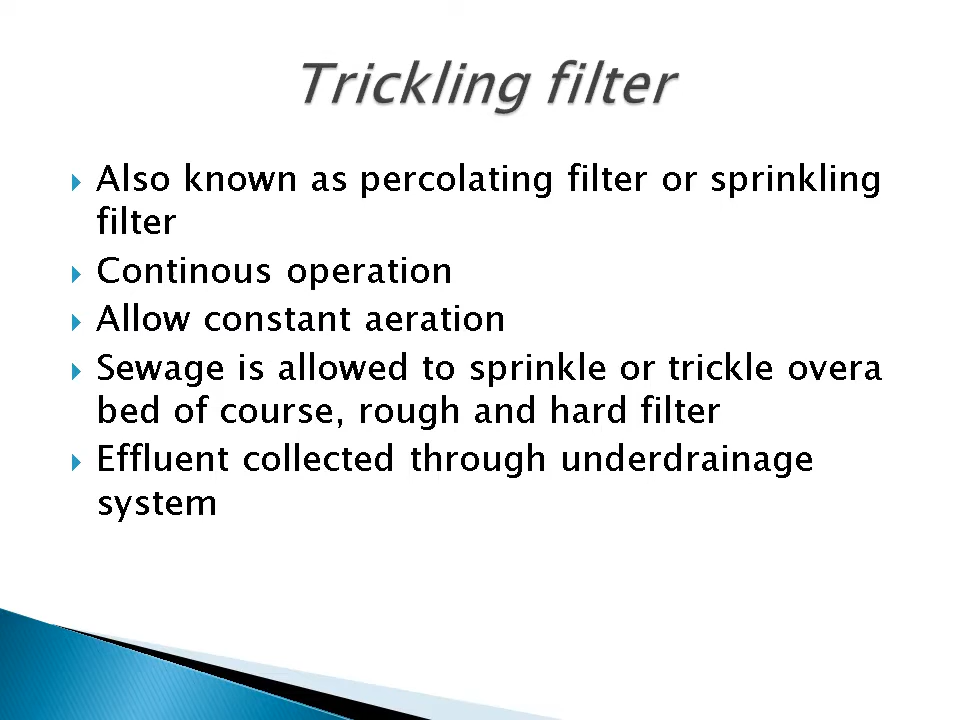 Trickling filter
Also known as percolating filter or sprinkling
filter
Continous operation
Allow constant aeration
Sewage is allowed to sprinkle or trickle overa
bed of course, rough and hard filter
Effluent collected through underdrainage
system